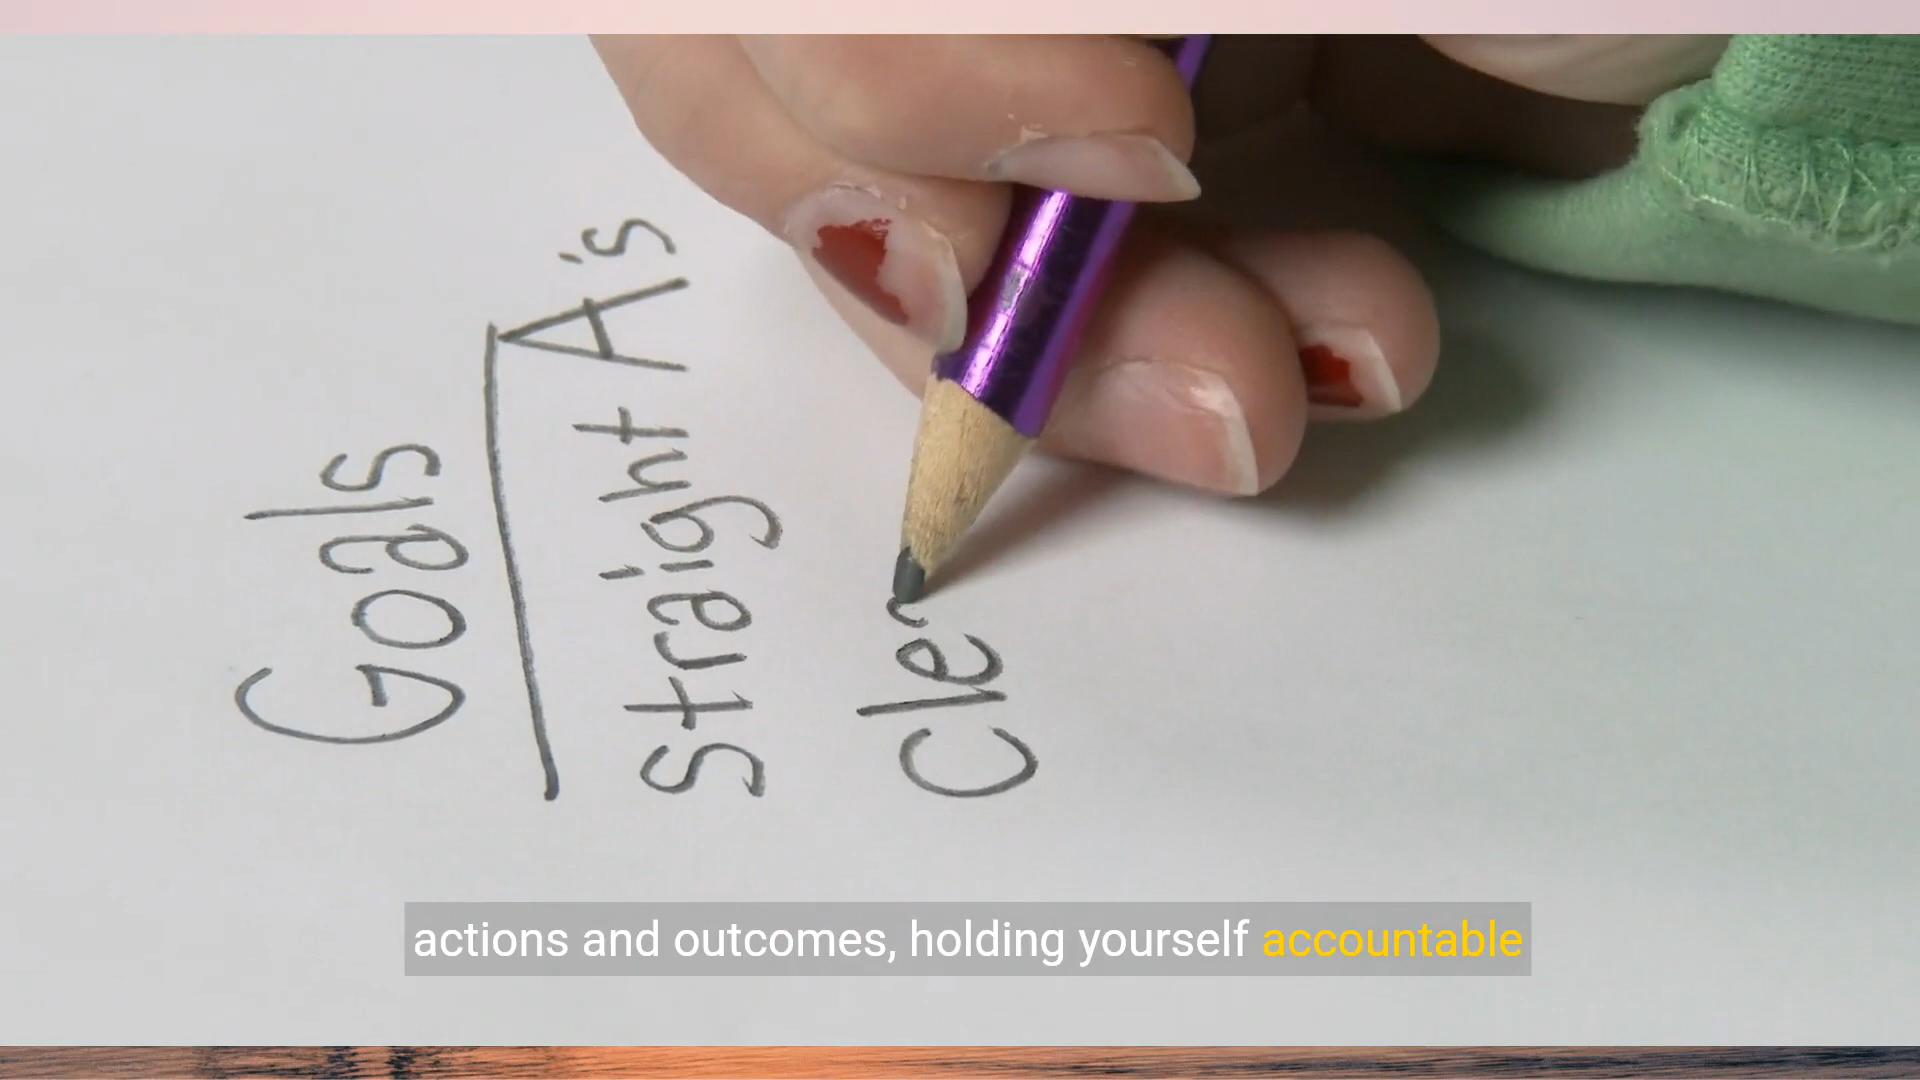 Goals
Straight A's
Cle
actions and outcomes, holding yourself accountable